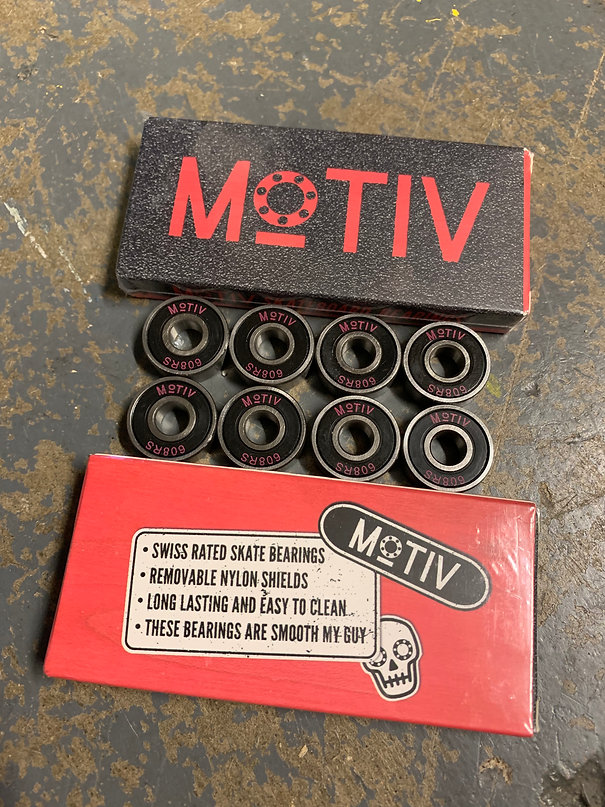 MoTIV
MoTIV
608RS
MoTIV
608RS
MoTIV
608RS
MoTIV
608RS
MoTIV
608RS
MoTIV
608RS
MoTIV
608RS
MoTIV
608RS
MoTIV
• SWISS RATED SKATE BEARINGS
• REMOVABLE NYLON SHIELDS
• LONG LASTING AND EASY TO CLEAN
• THESE BEARINGS ARE SMOOTH MY GUY